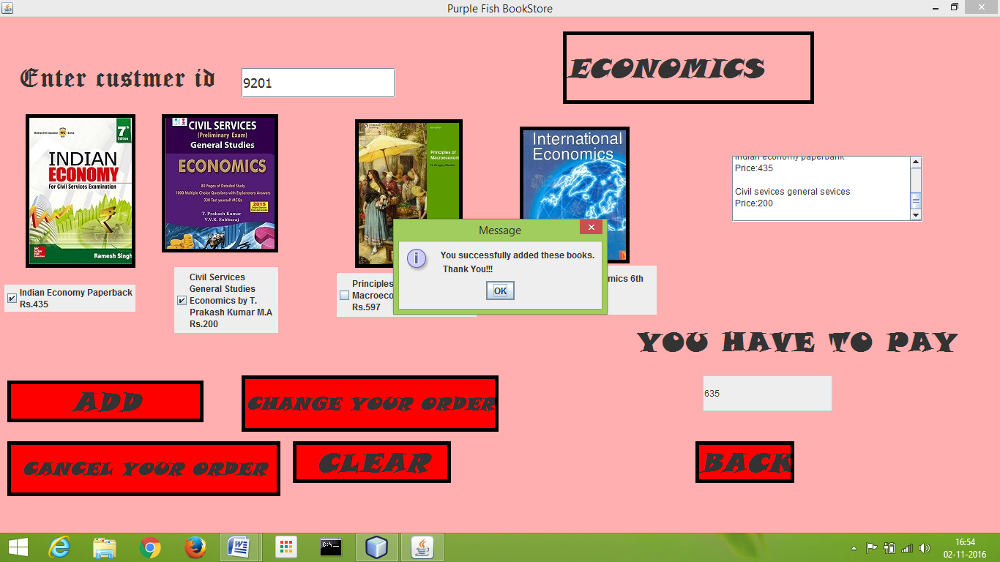 Purple Fish BookStore
ECONOMICS
Enter custmer id
9201
7th
Edition
INDIAN
ECONOMY
For Civil Services Examination
Ramesh Singh
CIVIL SERVICES
(Preliminary Exam)
General Studies
ECONOMICS
80 Pages of Detailed Study
1000 Multiple Choice Questions with Explanatory Answers
330 Test yourself MCQs
2015
T. Prakash Kumar
V.V.K. Subburaj
Principles of
Macroeconom
International
Economics
Indian economy paperbank
Price:435
Civil sevices general sevices
Price:200
Message
You successfully added these books.
Thank You!!!
OK
Indian Economy Paperback
Rs.435
Civil Services
General Studies
Economics by T.
Prakash Kumar M.A
Rs.200
Principles
Macroeco
Rs.597
mics 6th
YOU HAVE TO PAY
635
ADD
CHANGE YOUR ORDER
CANCEL YOUR ORDER
CLEAR
BACK
C:\
16:54
02-11-2016